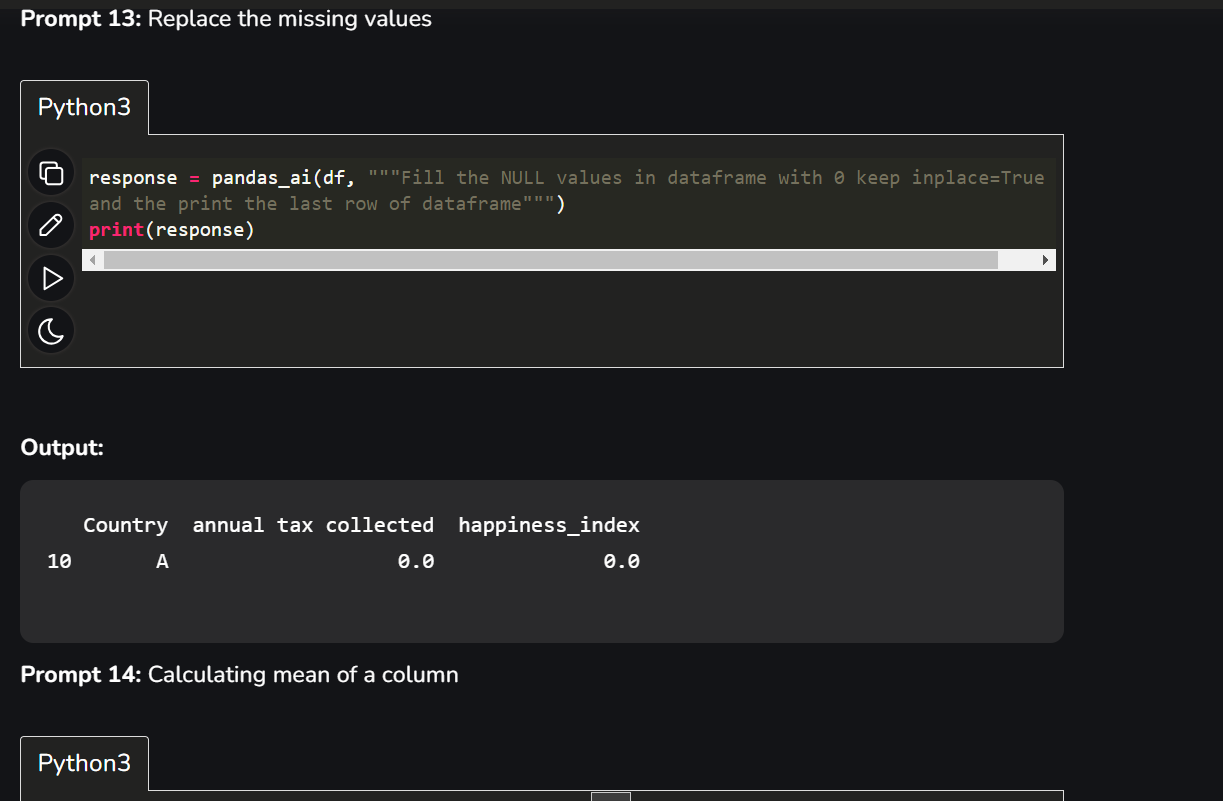 Prompt 13: Replace the missing values
Python3
response = pandas_ai(df, """Fill the NULL values in dataframe with 0 keep inplace=True
and the print the last row of dataframe""")
print(response)
Output:
Country annual tax collected happiness_index
10 A 0.0 0.0
Prompt 14: Calculating mean of a column
Python3